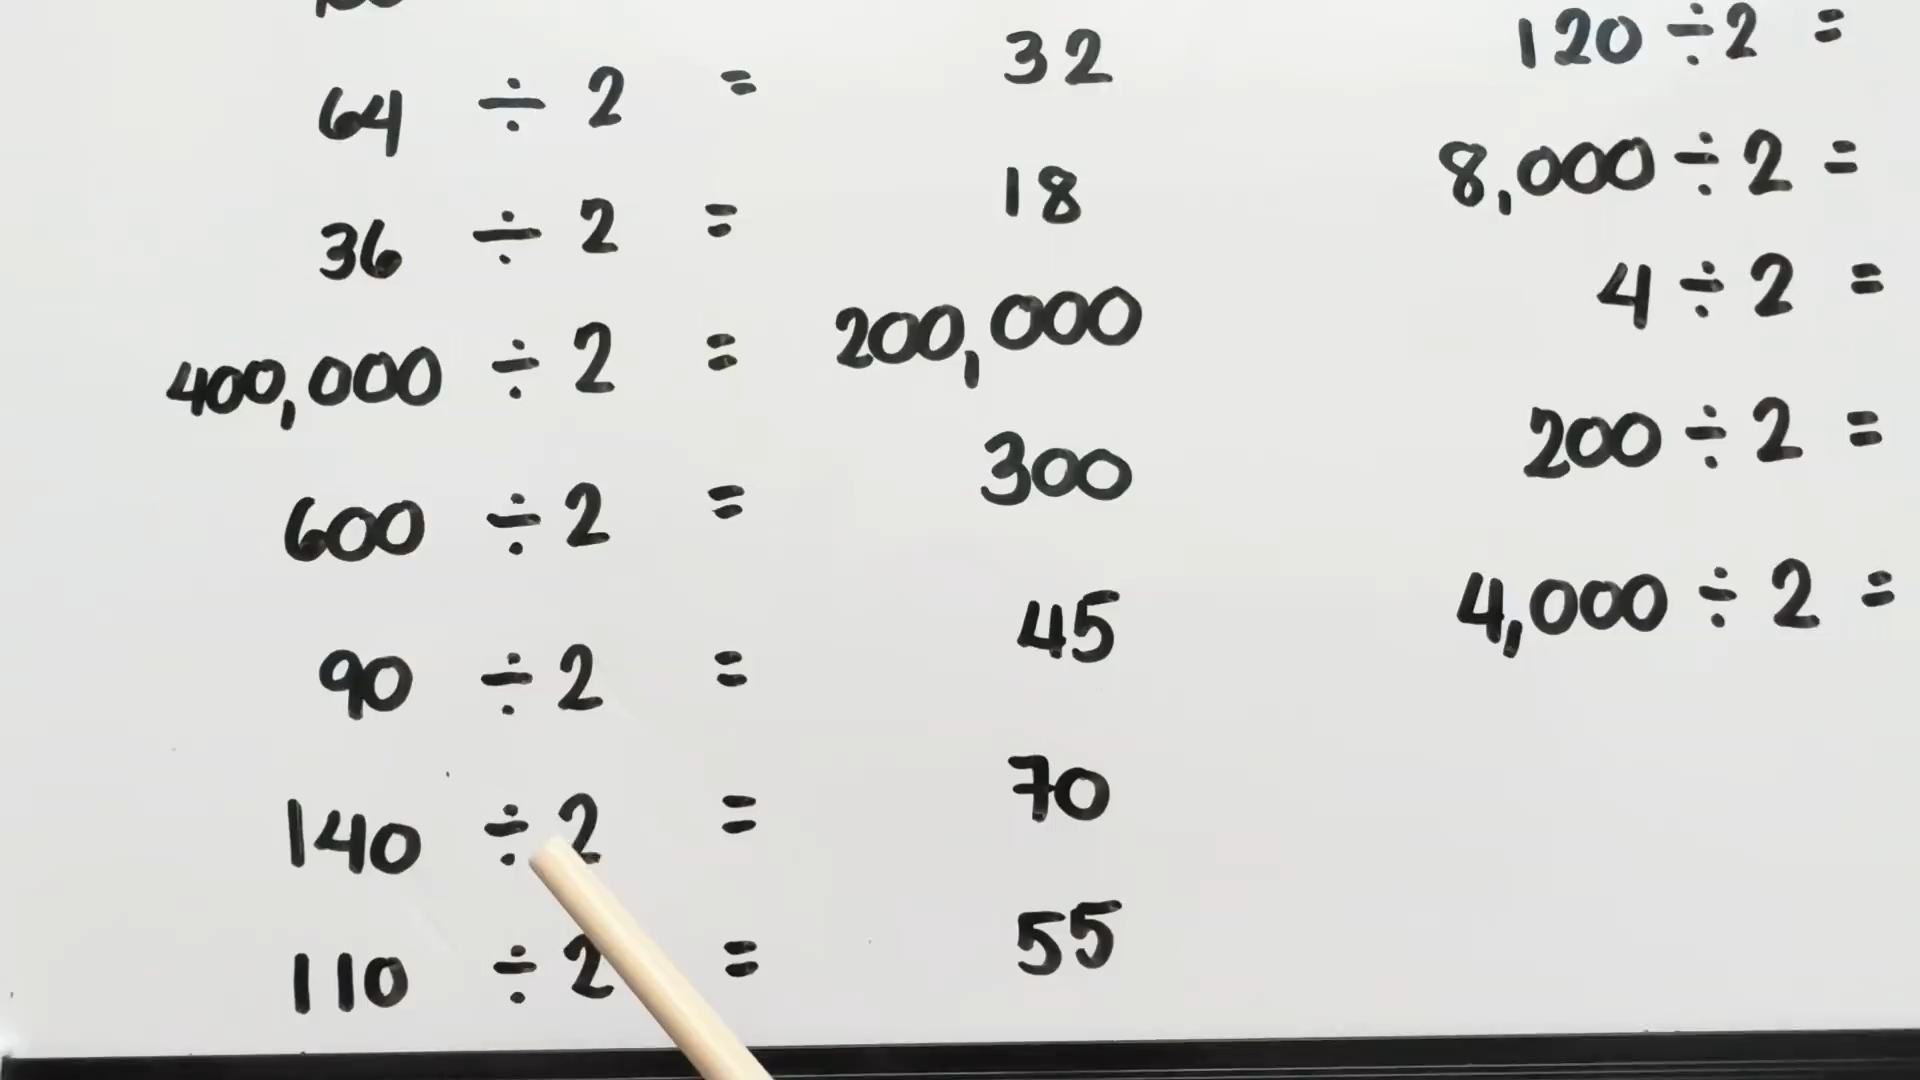 64 ÷ 2 = 32
36 ÷ 2 = 18
400,000 ÷ 2 = 200,000
600 ÷ 2 = 300
90 ÷ 2 = 45
140 ÷ 2 = 70
110 ÷ 2 = 55
120 ÷ 2 =
8,000 ÷ 2 =
4 ÷ 2 =
200 ÷ 2 =
4,000 ÷ 2 =